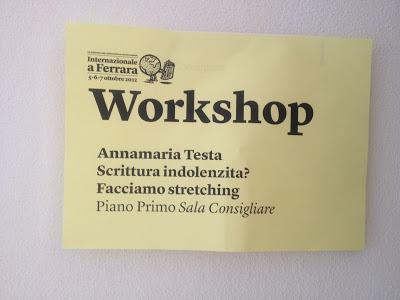 Internazionale
a Ferrara
5-6-7 ottobre 2012
Workshop
Annamaria Testa
Scrittura indolenzita?
Facciamo stretching
Piano Primo Sala Consigliare